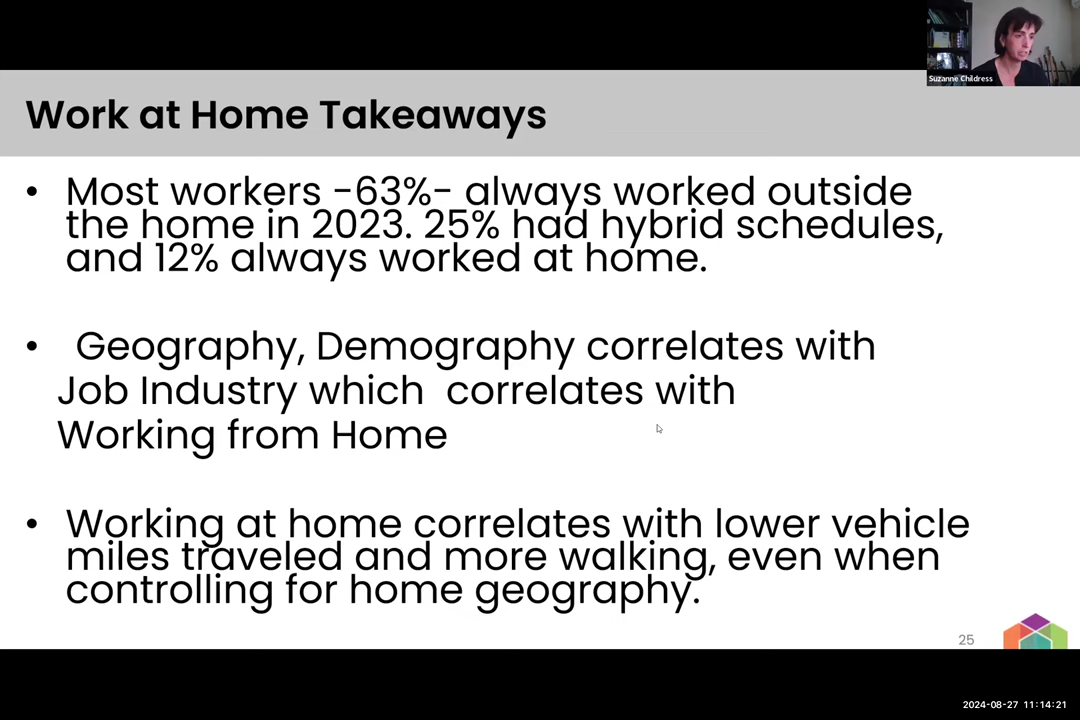 Suzanne Childress
Work at Home Takeaways
• Most workers -63%- always worked outside
the home in 2023. 25% had hybrid schedules,
and 12% always worked at home.
• Geography, Demography correlates with
Job Industry which correlates with
Working from Home
• Working at home correlates with lower vehicle
miles traveled and more walking, even when
controlling for home geography.
25
2024-08-27 11:14:21